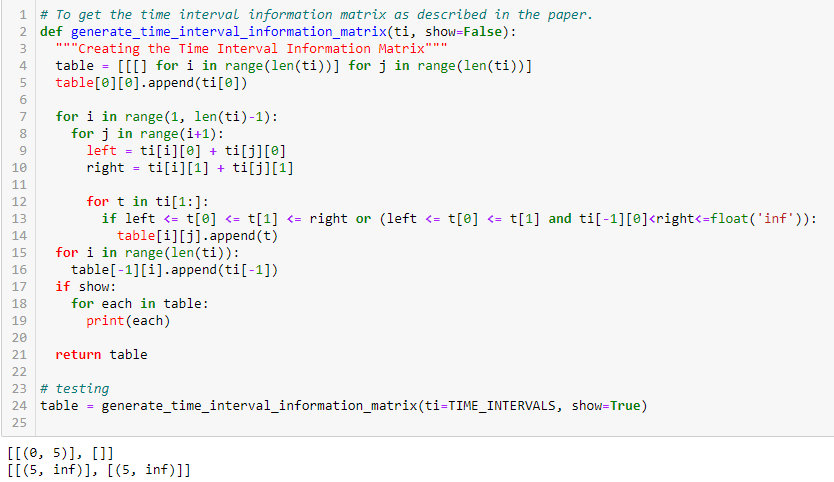 1 # To get the time interval information matrix as described in the paper.
2 def generate_time_interval_information_matrix(ti, show=False):
3   """Creating the Time Interval Information Matrix"""
4   table = [[[] for i in range(len(ti))] for j in range(len(ti))]
5   table[0][0].append(ti[0])
6
7   for i in range(1, len(ti)-1):
8     for j in range(i+1):
9       left = ti[i][0] + ti[j][0]
10       right = ti[i][1] + ti[j][1]
11
12       for t in ti[1:]:
13         if left <= t[0] <= t[1] <= right or (left <= t[0] <= t[1] and ti[-1][0]<right<=float('inf')):
14           table[i][j].append(t)
15   for i in range(len(ti)):
16     table[-1][i].append(ti[-1])
17   if show:
18     for each in table:
19       print(each)
20
21   return table
22
23 # testing
24 table = generate_time_interval_information_matrix(ti=TIME_INTERVALS, show=True)
25
[[(0, 5)], []]
[[(5, inf)], [(5, inf)]]